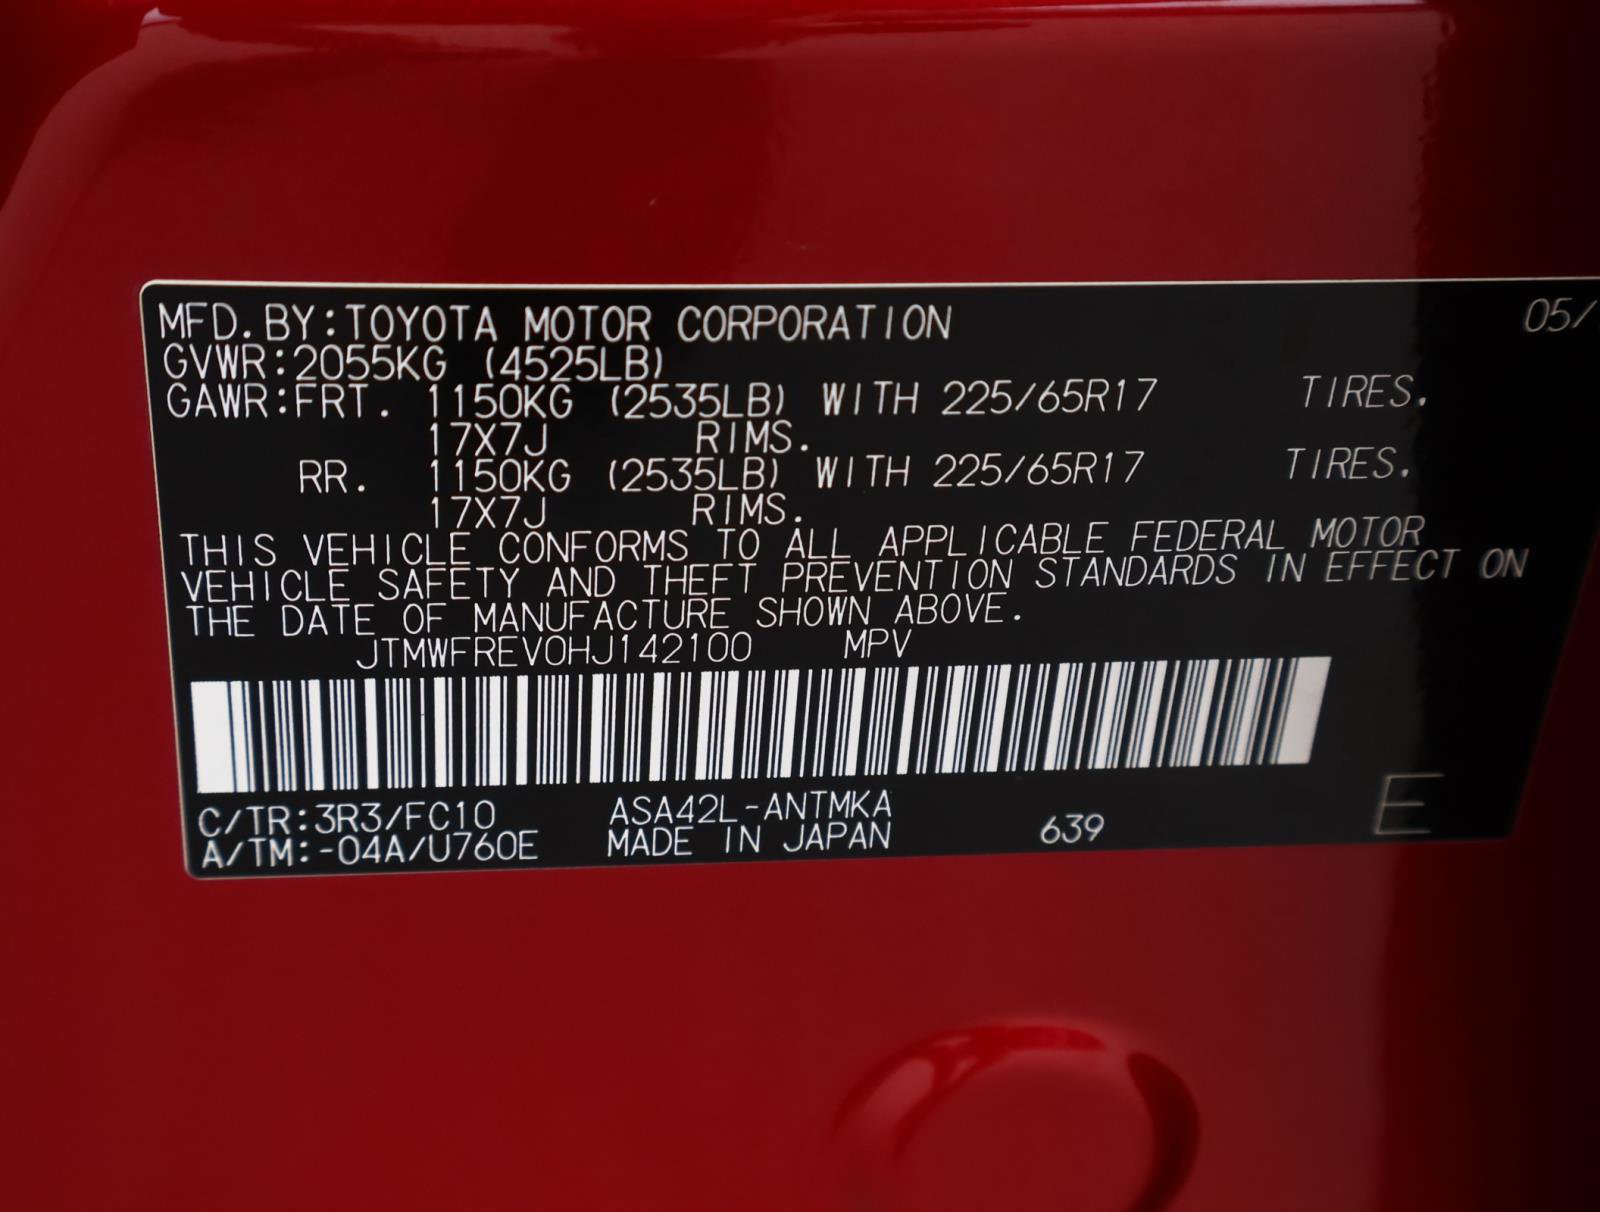 MFD.BY:TOYOTA MOTOR CORPORATION 05/
GVWR:2055KG (4525LB)
GAWR:FRT. 1150KG (2535LB) WITH 225/65R17 TIRES.
17X7J RIMS.
RR. 1150KG (2535LB) WITH 225/65R17 TIRES.
17X7J RIMS.
THIS VEHICLE CONFORMS TO ALL APPLICABLE FEDERAL MOTOR
VEHICLE SAFETY AND THEFT PREVENTION STANDARDS IN EFFECT ON
THE DATE OF MANUFACTURE SHOWN ABOVE.
JTMWFREV0HJ142100 MPV
C/TR:3R3/FC10 ASA42L-ANTMKA
A/TM:-04A/U760E MADE IN JAPAN 639 E